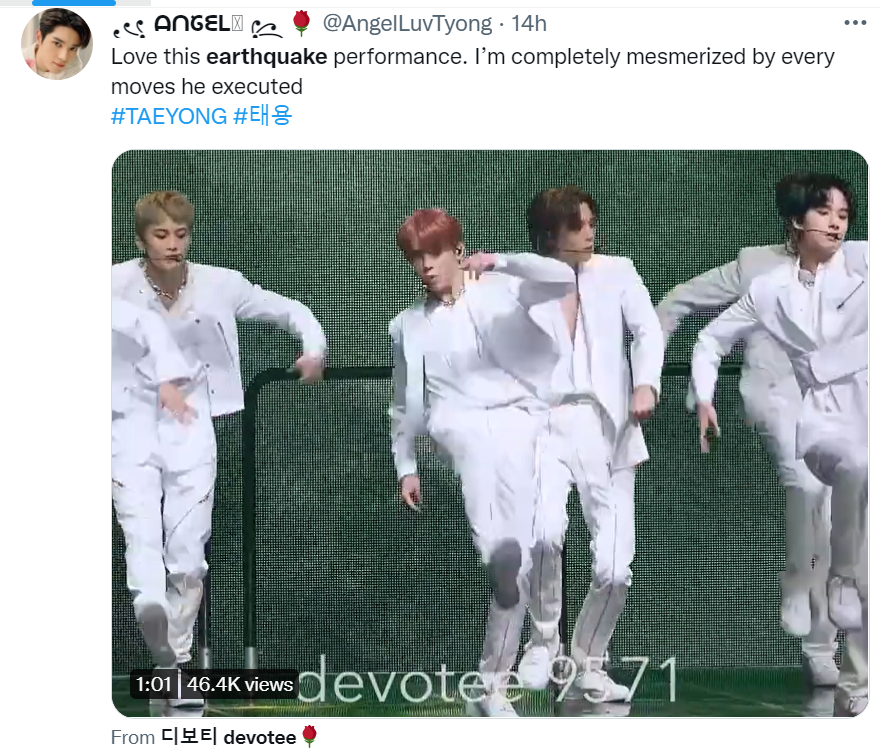 ᗩᑎᘜEᒪ 🌹 @AngelLuvTyong · 14h
Love this earthquake performance. I’m completely mesmerized by every
moves he executed
#TAEYONG #태용
devotee 9571
1:01 | 46.4K views
From 디보티 devotee🌹